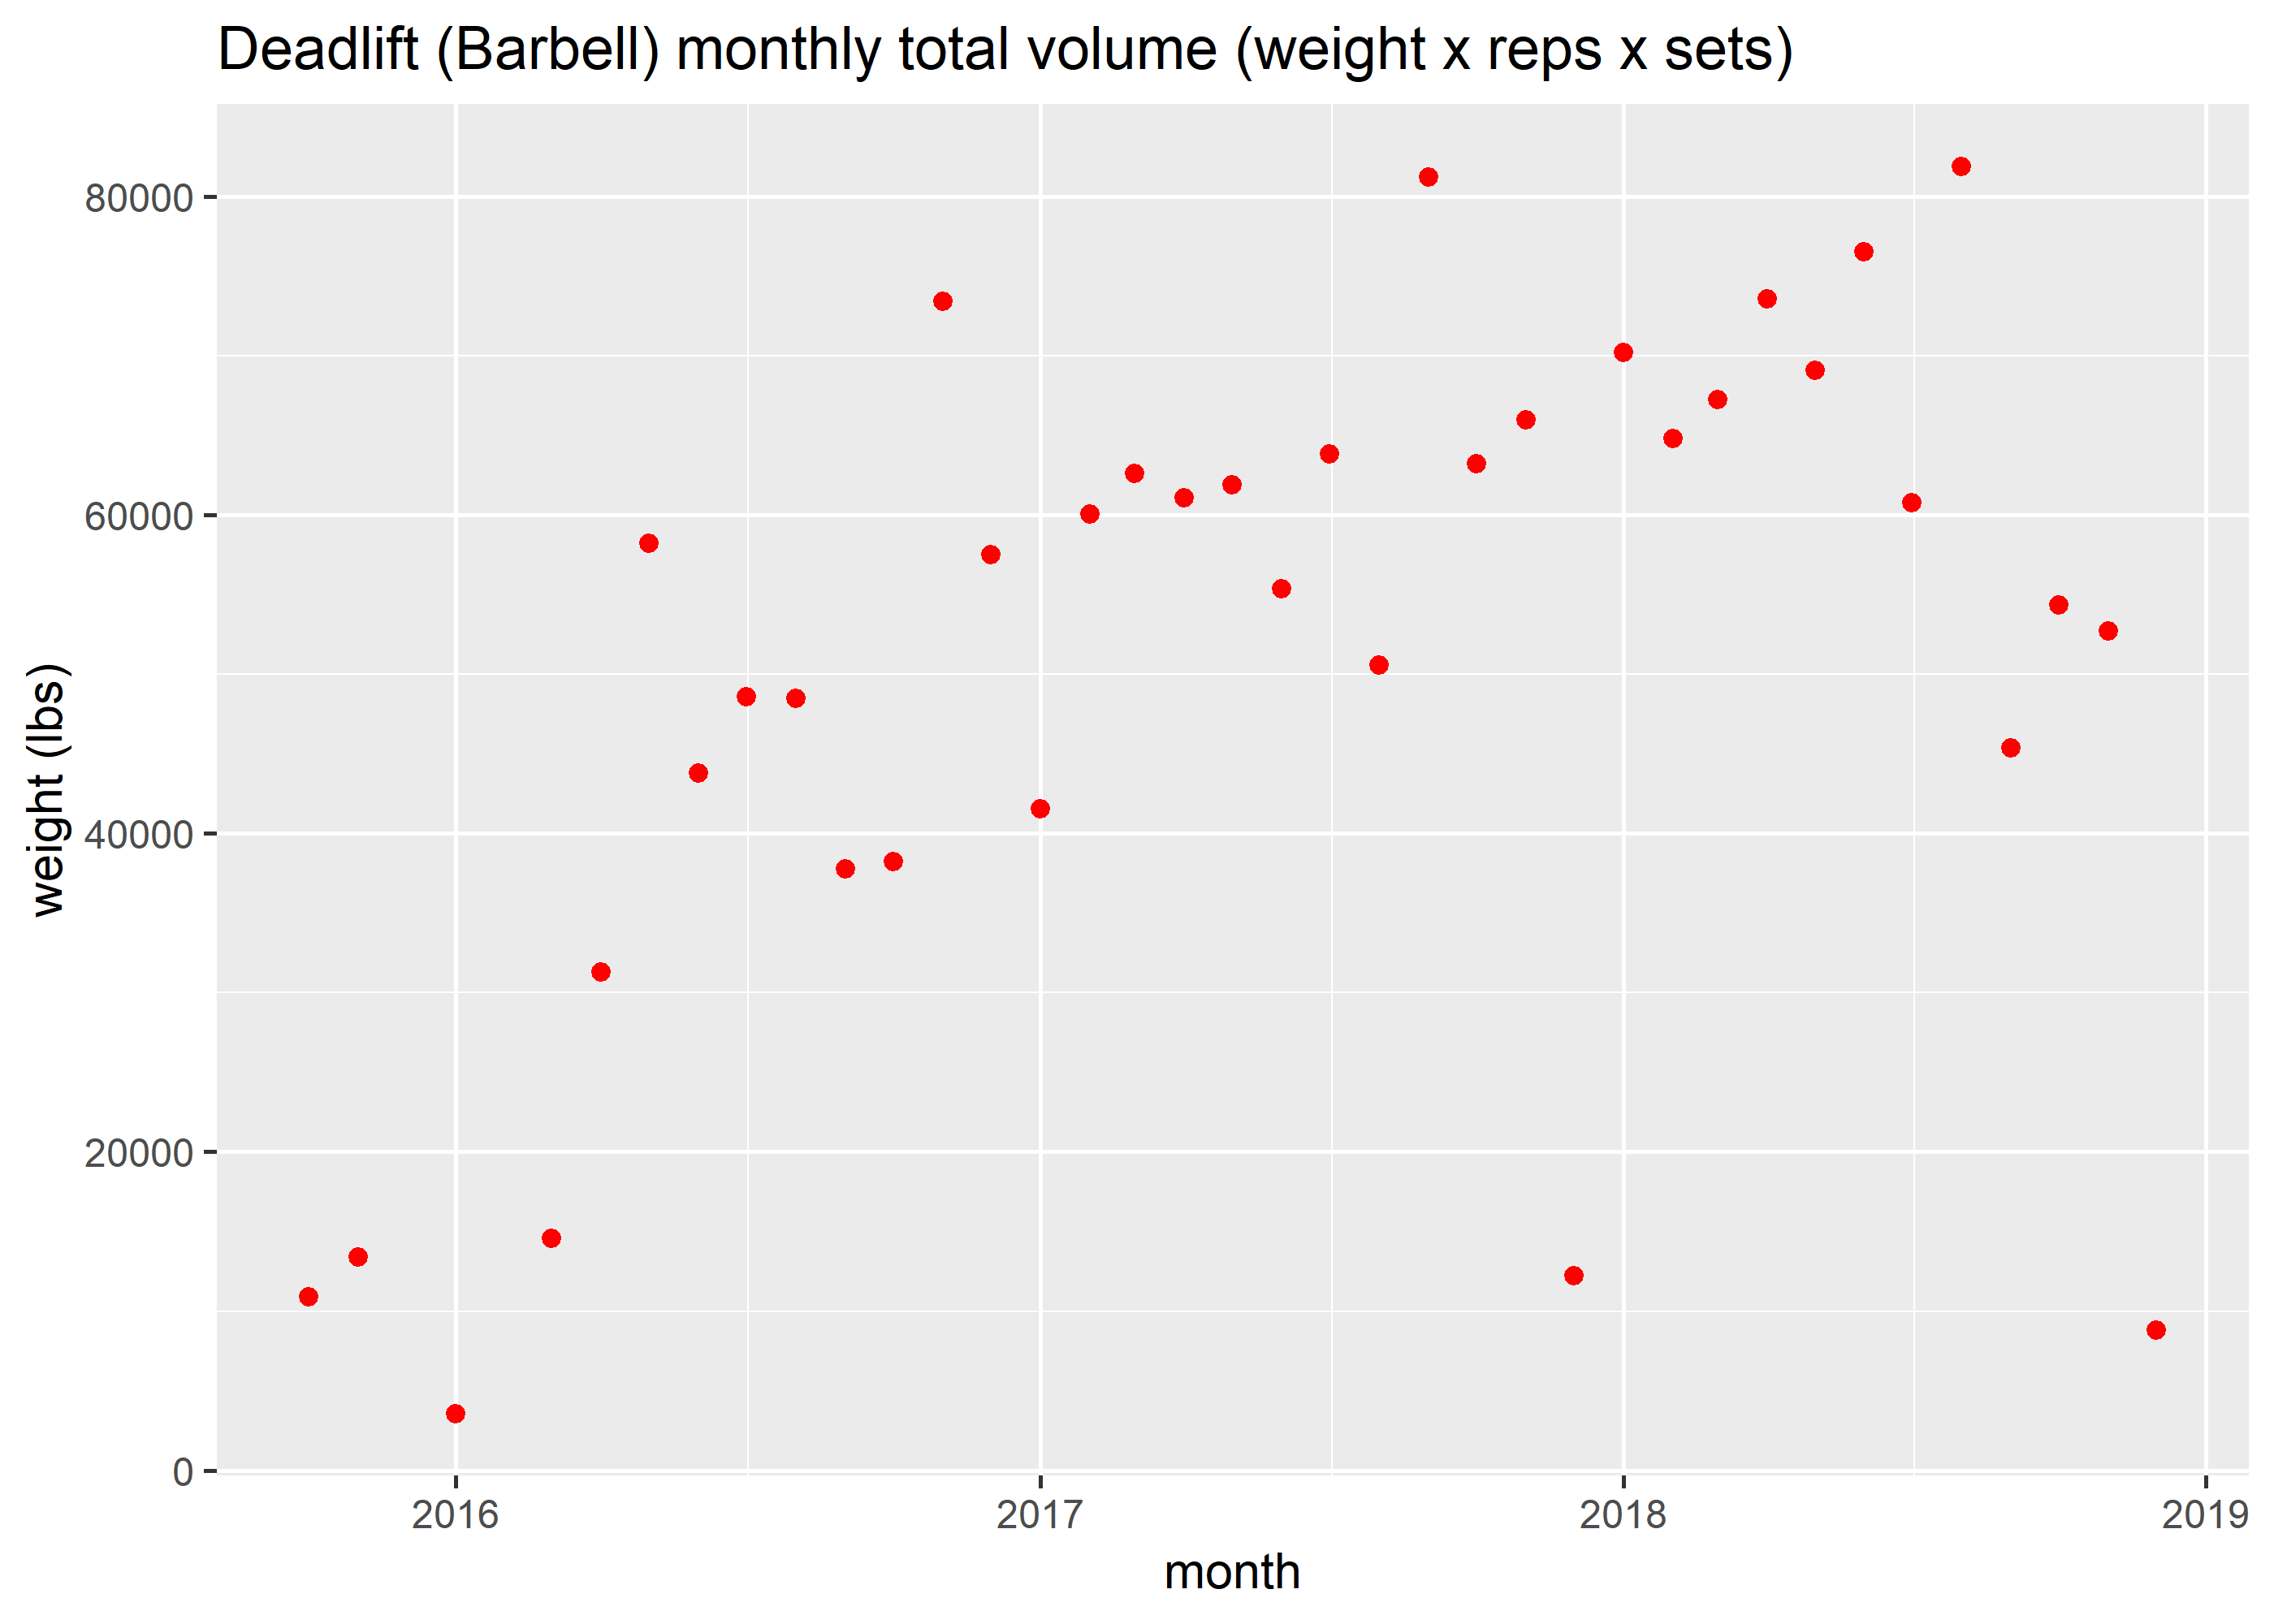 Deadlift (Barbell) monthly total volume (weight x reps x sets)
weight (lbs)
80000
60000
40000
20000
0
2016 2017 2018 2019
month